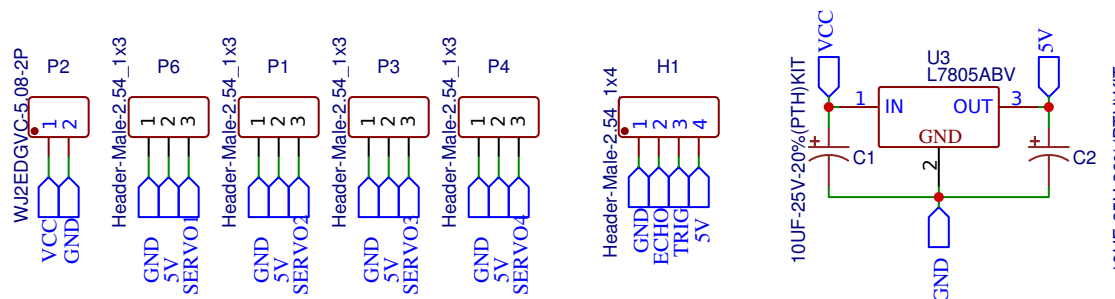 WJ2EDGVC-5.08-2P
P2
1
2
VCC
GND
Header-Male-2.54_1x3
P6
1
2
3
GND
5V
SERVO1
Header-Male-2.54_1x3
P1
1
2
3
GND
5V
SERVO2
Header-Male-2.54_1x3
P3
1
2
3
GND
5V
SERVO3
Header-Male-2.54_1x3
P4
1
2
3
GND
5V
SERVO4
Header-Male-2.54_1x4
H1
1
2
3
4
GND
ECHO
TRIG
5V
10UF-25V-20%(PTH)KIT
VCC
U3
L7805ABV
1
IN
OUT
3
GND
2
C1
C2
5V
GND